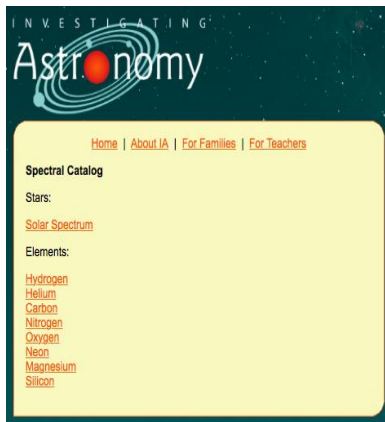 INVESTIGATING
Astronomy
Home | About IA | For Families | For Teachers
Spectral Catalog
Stars:
Solar Spectrum
Elements:
Hydrogen
Helium
Carbon
Nitrogen
Oxygen
Neon
Magnesium
Silicon